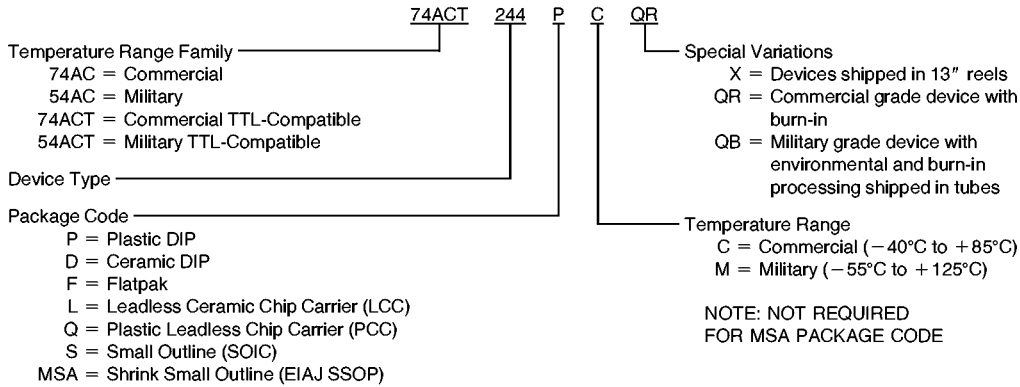 74ACT 244 P C QR
Temperature Range Family
74AC = Commercial
54AC = Military
74ACT = Commercial TTL-Compatible
54ACT = Military TTL-Compatible
Device Type
Package Code
P = Plastic DIP
D = Ceramic DIP
F = Flatpak
L = Leadless Ceramic Chip Carrier (LCC)
Q = Plastic Leadless Chip Carrier (PCC)
S = Small Outline (SOIC)
MSA = Shrink Small Outline (EIAJ SSOP)
Special Variations
X = Devices shipped in 13″ reels
QR = Commercial grade device with
burn-in
QB = Military grade device with
environmental and burn-in
processing shipped in tubes
Temperature Range
C = Commercial (−40°C to +85°C)
M = Military (−55°C to +125°C)
NOTE: NOT REQUIRED
FOR MSA PACKAGE CODE